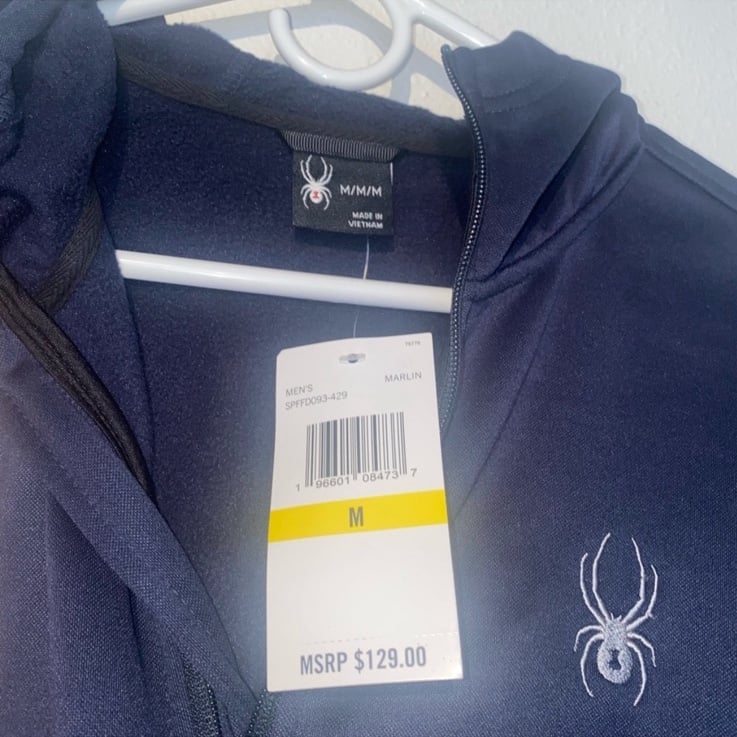 M/M/M
MADE IN
VIETNAM
MEN'S
MARLIN
SPFFD093-429
1 96601 08473 7
M
MSRP $129.00